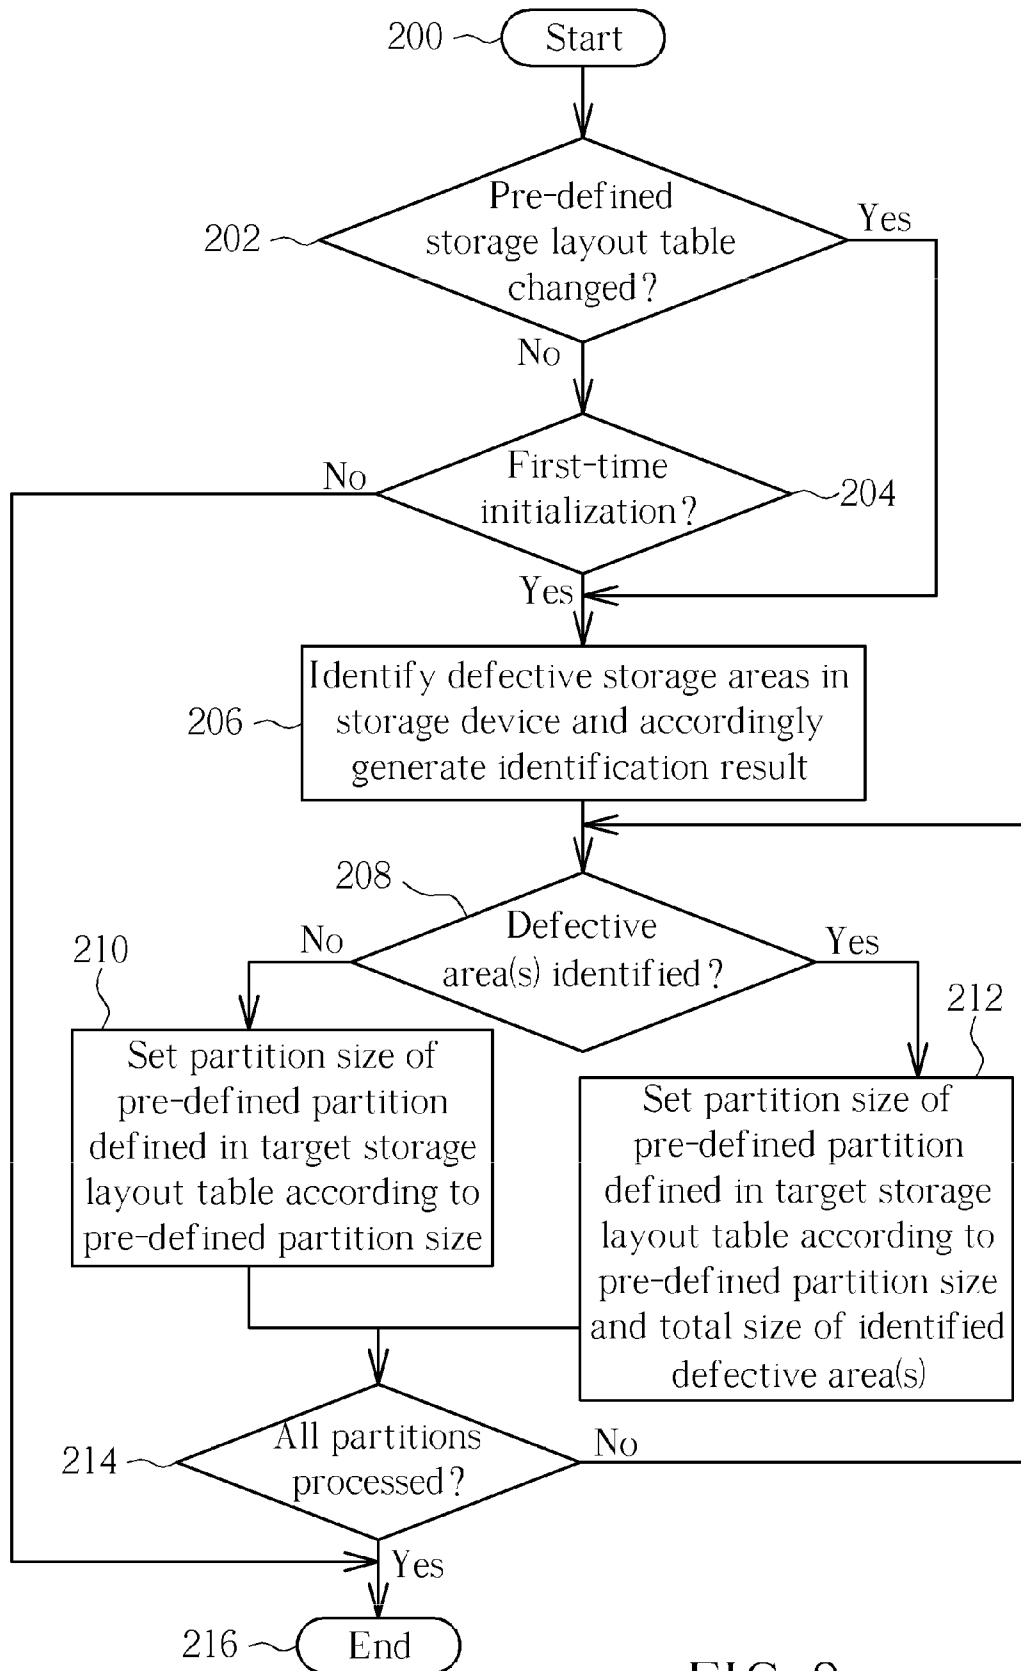 200
Start
202
Pre-defined
storage layout table
changed?
Yes
No
First-time
initialization?
204
No
Yes
206
Identify defective storage areas in
storage device and accordingly
generate identification result
208
Defective
area(s) identified?
No
Yes
210
Set partition size of
pre-defined partition
defined in target storage
layout table according to
pre-defined partition size
212
Set partition size of
pre-defined partition
defined in target storage
layout table according to
pre-defined partition size
and total size of identified
defective area(s)
214
All partitions
processed?
No
Yes
216
End